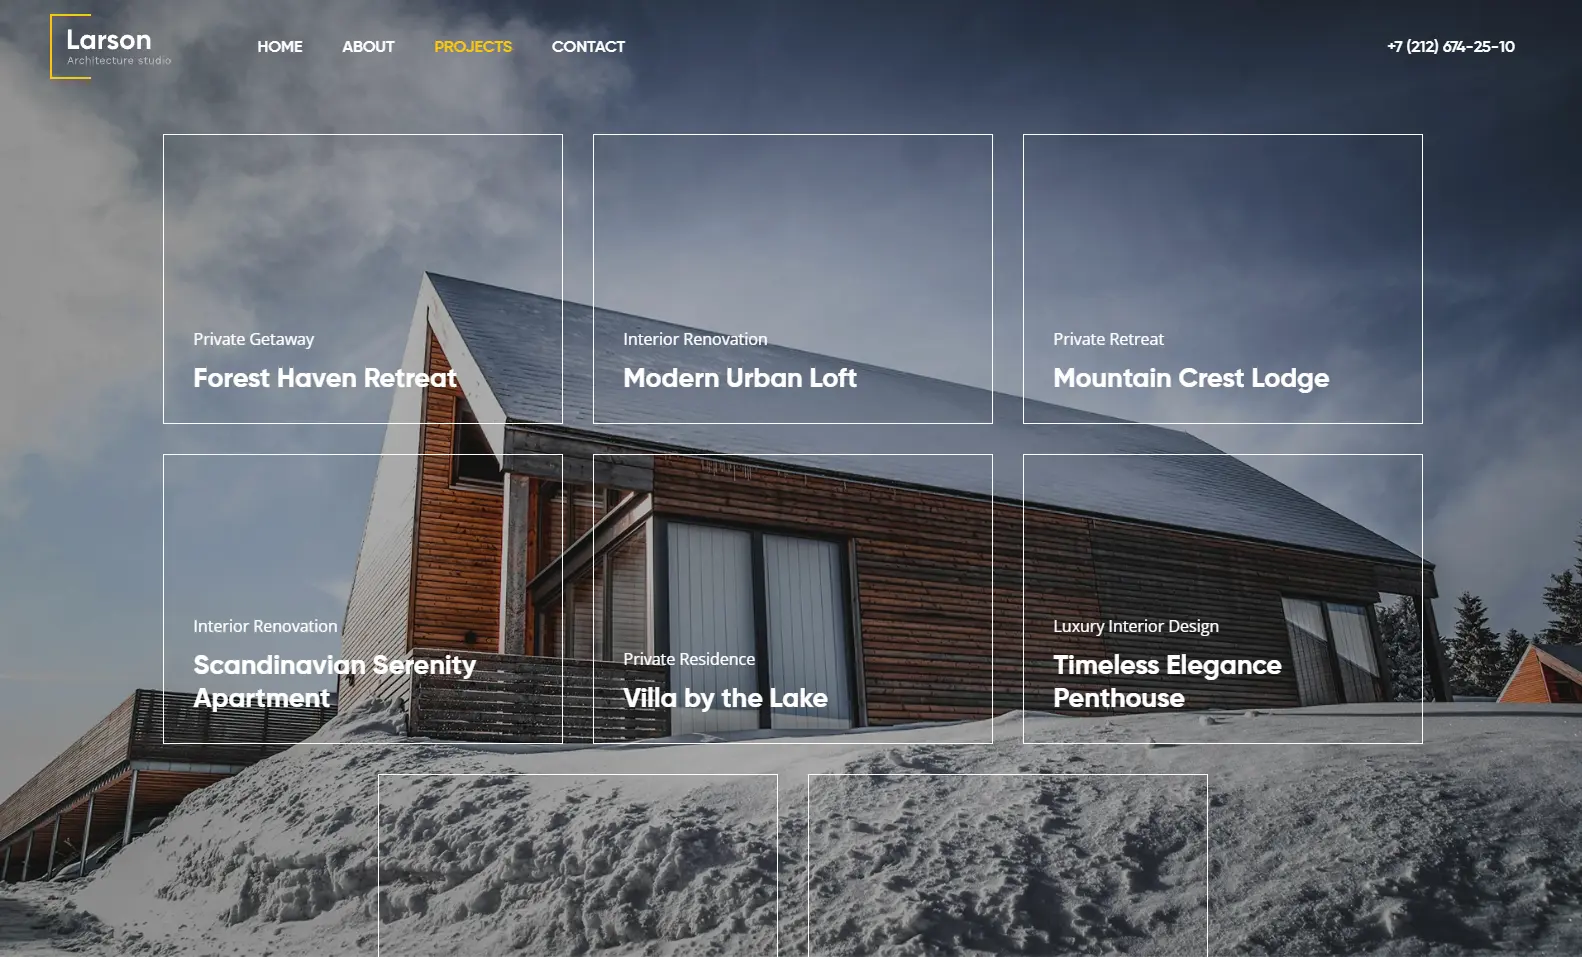 Larson
Architecture studio
HOME ABOUT PROJECTS CONTACT
+7 (212) 674-25-10
Private Getaway
Forest Haven Retreat
Interior Renovation
Modern Urban Loft
Private Retreat
Mountain Crest Lodge
Interior Renovation
Scandinavian Serenity
Apartment
Private Residence
Villa by the Lake
Luxury Interior Design
Timeless Elegance
Penthouse